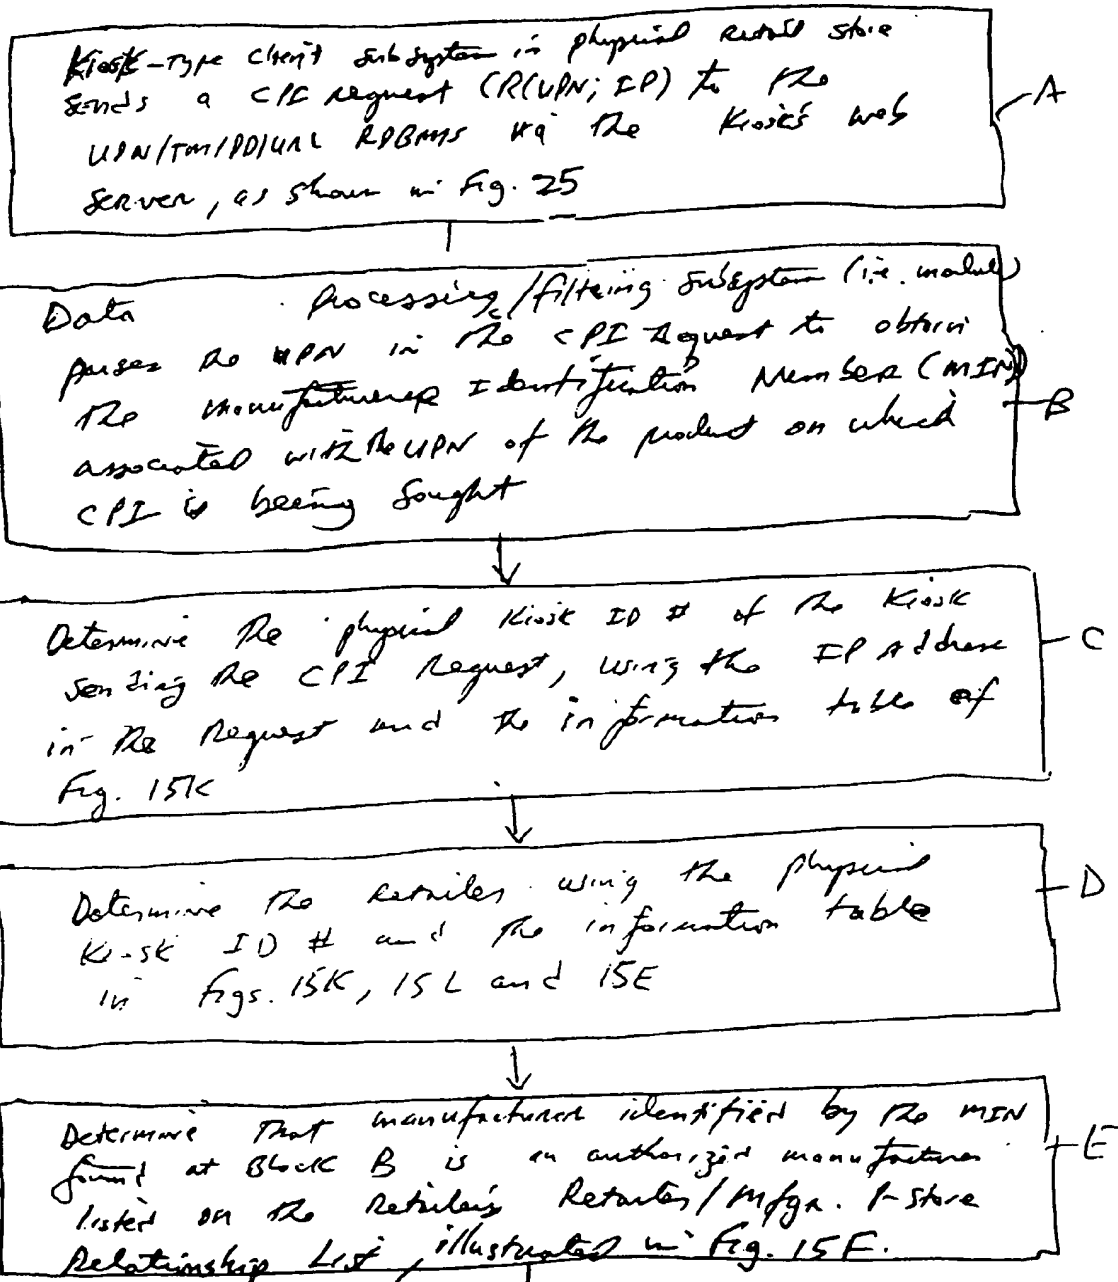 Kiosk-Type Client Subsystem in physical retail store
sends a CPI request (R(UPN; IP) to the
UPN/TM/PD/URL RDBMS via the Kiosk's web
Server, as shown in Fig. 25
A
Data Processing/filtering subsystem (i.e. module)
parses the UPN in the CPI Request to obtain
the manufacturer Identification Number (MIN)
associated with the UPN of the product on which
CPI is being sought
B
Determine the physical Kiosk ID # of the Kiosk
sending the CPI Request, using the IP Address
in the Request and the information table of
Fig. 15K
C
Determine the retailer using the physical
Kiosk ID # and the information table
in Figs. 15K, 15L and 15E
D
Determine that manufacturer identified by the MIN
found at Block B is an authorized manufacturer
listed on the Retailer's Retailer/Mfgr. P-Store
Relationship List, illustrated in Fig. 15F.
E